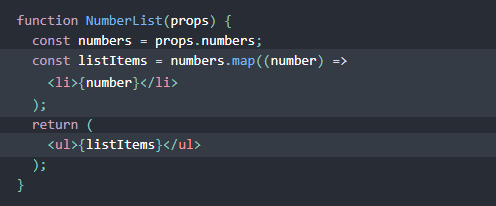 function NumberList(props) {
  const numbers = props.numbers;
  const listItems = numbers.map((number) =>
    <li>{number}</li>
  );
  return (
    <ul>{listItems}</ul>
  );
}